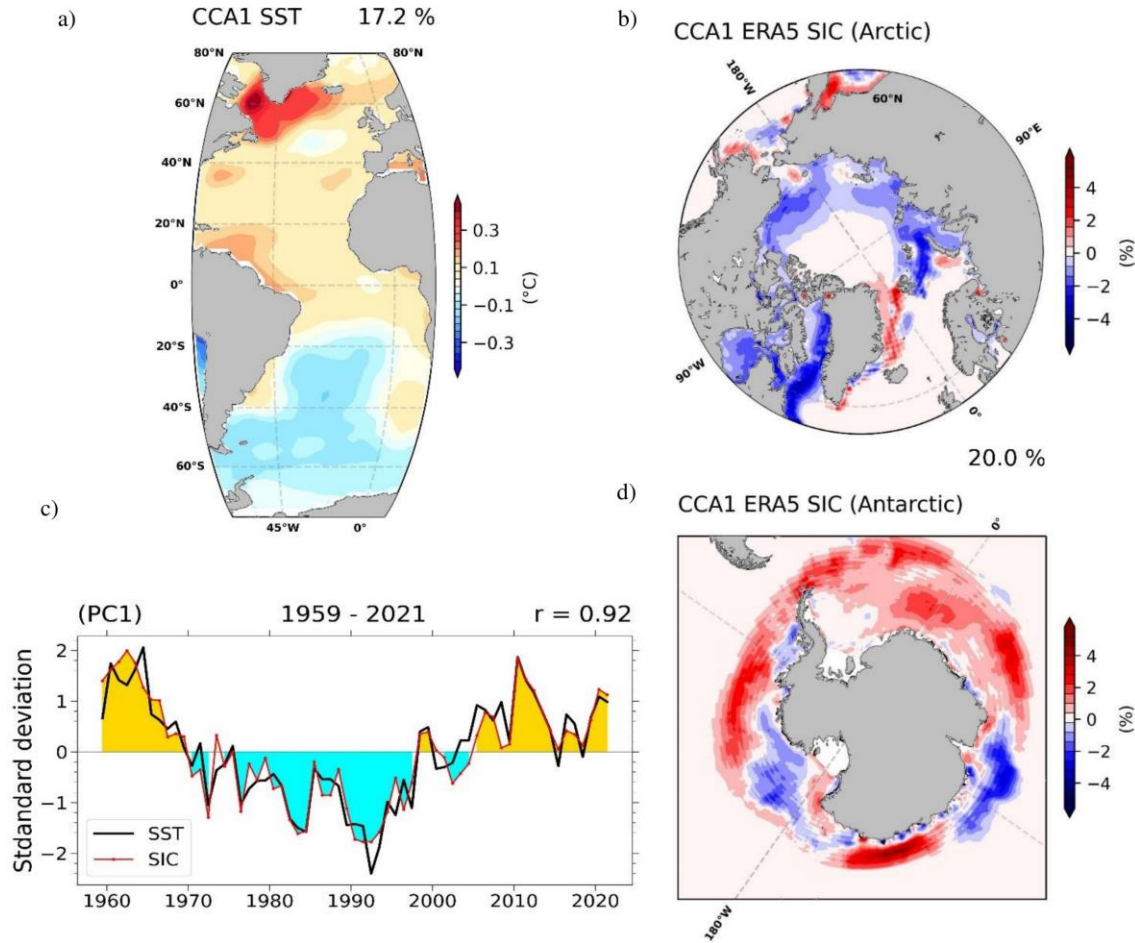 a)
CCA1 SST 17.2 %
80°N 80°N
60°N
40°N
20°N
0°
20°S
40°S
60°S
45°W 0°
0.3
0.1
−0.1
−0.3
(°C)
b)
CCA1 ERA5 SIC (Arctic)
180°W
60°N
90°E
90°W
0°
4
2
0
−2
−4
(%)
20.0 %
c)
(PC1) 1959 - 2021 r = 0.92
Stdandard deviation
2
1
0
−1
−2
SST
SIC
1960 1970 1980 1990 2000 2010 2020
d)
CCA1 ERA5 SIC (Antarctic)
0°
180°W
4
2
0
−2
−4
(%)